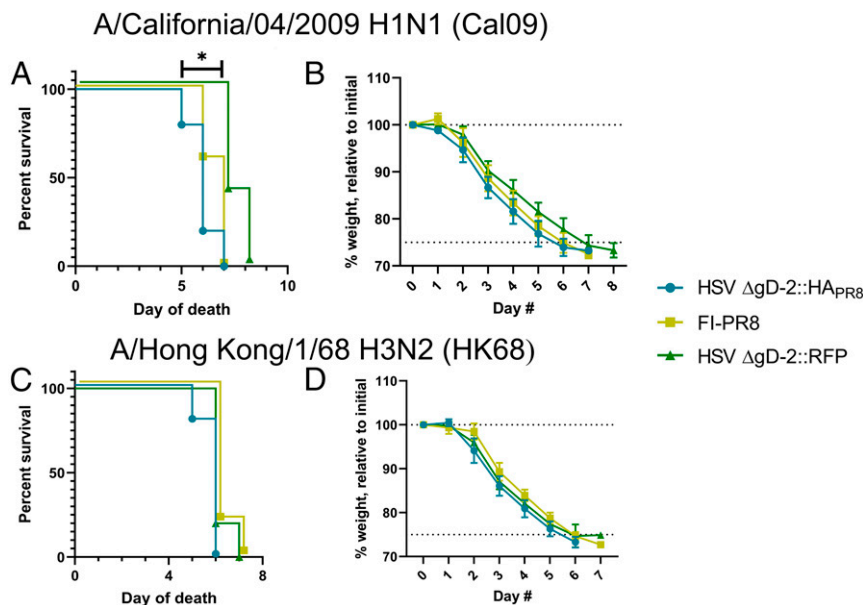 A/California/04/2009 H1N1 (Cal09)
A
*
100
50
0
Percent survival
0
5
10
Day of death
B
110
100
90
80
70
% weight, relative to initial
0
1
2
3
4
5
6
7
8
Day #
HSV ΔgD-2::HAPR8
FI-PR8
HSV ΔgD-2::RFP
A/Hong Kong/1/68 H3N2 (HK68)
C
100
50
0
Percent survival
0
4
8
Day of death
D
110
100
90
80
70
% weight, relative to initial
0
1
2
3
4
5
6
7
Day #